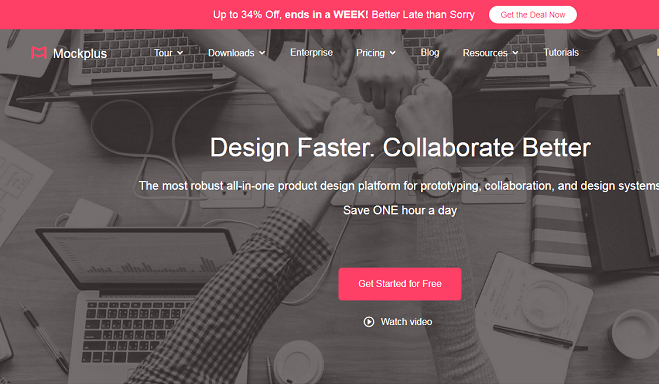 Up to 34% Off, ends in a WEEK! Better Late than Sorry Get the Deal Now
Mockplus Tour Downloads Enterprise Pricing Blog Resources Tutorials
Design Faster. Collaborate Better
The most robust all-in-one product design platform for prototyping, collaboration, and design systems
Save ONE hour a day
Get Started for Free
Watch video